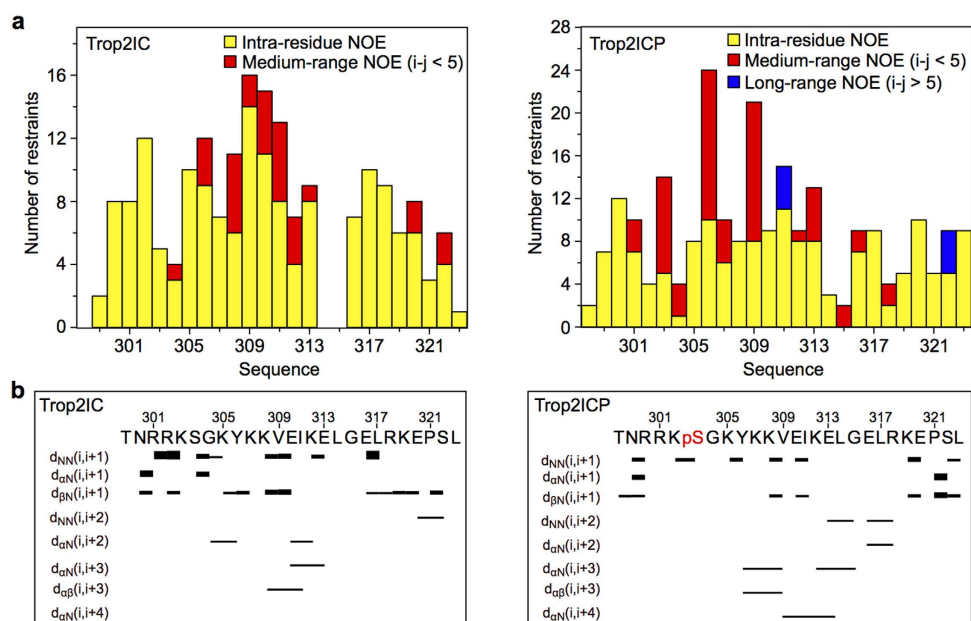 a
Trop2IC
Intra-residue NOE
Medium-range NOE (i-j < 5)
Number of restraints
16
12
8
4
0
301 305 309 313 317 321
Sequence
Trop2ICP
Intra-residue NOE
Medium-range NOE (i-j < 5)
Long-range NOE (i-j > 5)
Number of restraints
28
24
20
16
12
8
4
0
301 305 309 313 317 321
Sequence
b
Trop2IC
301 305 309 313 317 321
TNRRKSGKYKKVEIKELGELRKEPSL
dNN(i,i+1)
dαN(i,i+1)
dβN(i,i+1)
dNN(i,i+2)
dαN(i,i+2)
dαN(i,i+3)
dαβ(i,i+3)
dαN(i,i+4)
Trop2ICP
301 305 309 313 317 321
TNRRKpSGKYKKVEIKELGELRKEPSL
dNN(i,i+1)
dαN(i,i+1)
dβN(i,i+1)
dNN(i,i+2)
dαN(i,i+2)
dαN(i,i+3)
dαβ(i,i+3)
dαN(i,i+4)